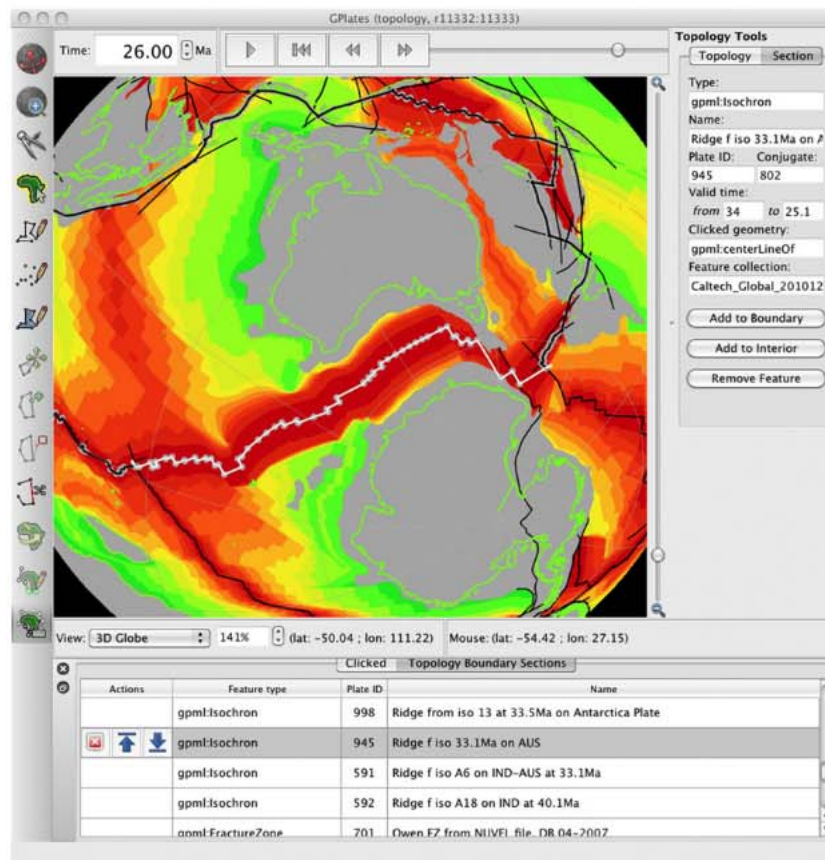 GPlates (topology, r11332:11333)
Time: 26.00 Ma
Topology Tools
Topology Section
Type:
gpml:Isochron
Name:
Ridge f iso 33.1Ma on A
Plate ID: Conjugate:
945 802
Valid time:
from 34 to 25.1
Clicked geometry:
gpml:centerLineOf
Feature collection:
Caltech_Global_201012
Add to Boundary
Add to Interior
Remove Feature
View: 3D Globe 141% (lat: -50.04 ; lon: 111.22) Mouse: (lat: -54.42 ; lon: 27.15)
Clicked Topology Boundary Sections
Actions Feature type Plate ID Name
gpml:Isochron 998 Ridge from iso 13 at 33.5Ma on Antarctica Plate
gpml:Isochron 945 Ridge f iso 33.1Ma on AUS
gpml:Isochron 591 Ridge f iso A6 on IND-AUS at 33.1Ma
gpml:Isochron 592 Ridge f iso A18 on IND at 40.1Ma
gpml:FractureZone 701 Owen FZ from NUVEL file, DB 04-2007